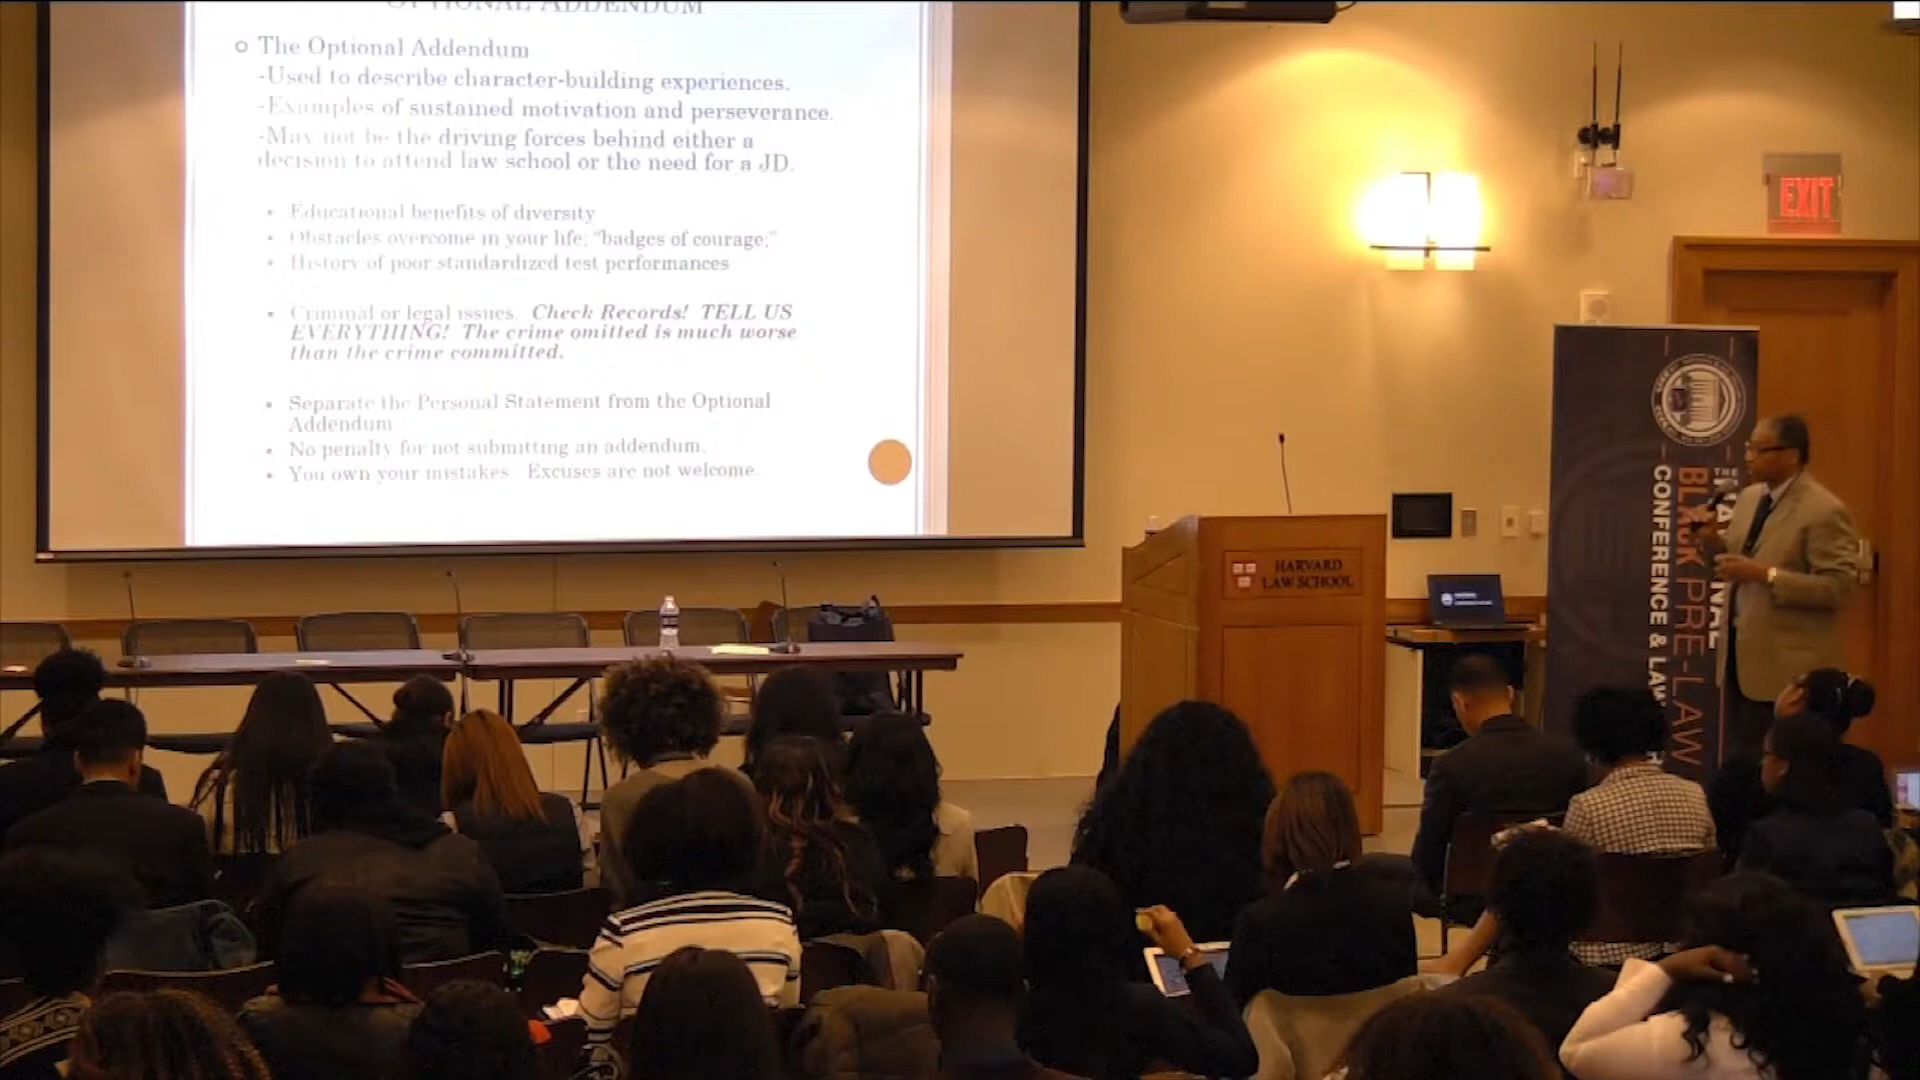 OPTIONAL ADDENDUM
The Optional Addendum
-Used to describe character-building experiences.
-Examples of sustained motivation and perseverance.
-May not be the driving forces behind either a
decision to attend law school or the need for a JD.
• Educational benefits of diversity
• Obstacles overcome in your life; "badges of courage;"
• History of poor standardized test performances
• Criminal or legal issues. Check Records! TELL US
EVERYTHING! The crime omitted is much worse
than the crime committed.
• Separate the Personal Statement from the Optional
Addendum
• No penalty for not submitting an addendum.
• You own your mistakes Excuses are not welcome.
EXIT
HARVARD
LAW SCHOOL
THE
BLACK PRE-LAW
CONFERENCE & LAW